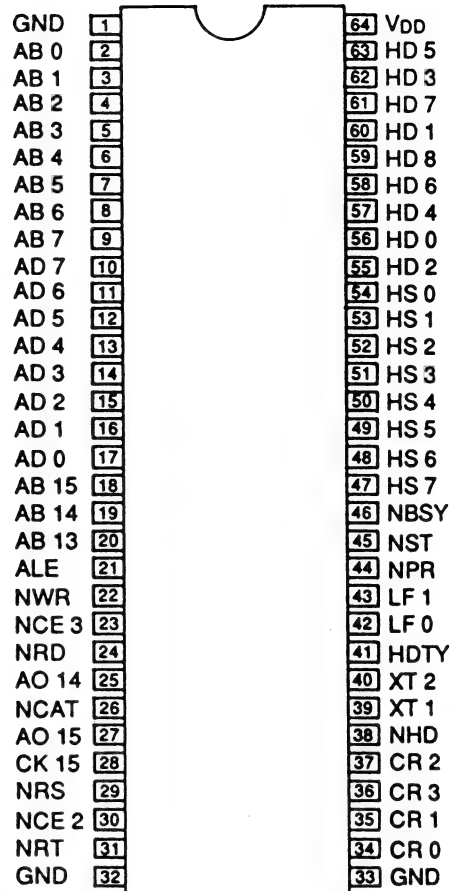 GND 1 64 VDD
AB 0 2 63 HD 5
AB 1 3 62 HD 3
AB 2 4 61 HD 7
AB 3 5 60 HD 1
AB 4 6 59 HD 8
AB 5 7 58 HD 6
AB 6 8 57 HD 4
AB 7 9 56 HD 0
AD 7 10 55 HD 2
AD 6 11 54 HS 0
AD 5 12 53 HS 1
AD 4 13 52 HS 2
AD 3 14 51 HS 3
AD 2 15 50 HS 4
AD 1 16 49 HS 5
AD 0 17 48 HS 6
AB 15 18 47 HS 7
AB 14 19 46 NBSY
AB 13 20 45 NST
ALE 21 44 NPR
NWR 22 43 LF 1
NCE 3 23 42 LF 0
NRD 24 41 HDTY
AO 14 25 40 XT 2
NCAT 26 39 XT 1
AO 15 27 38 NHD
CK 15 28 37 CR 2
NRS 29 36 CR 3
NCE 2 30 35 CR 1
NRT 31 34 CR 0
GND 32 33 GND